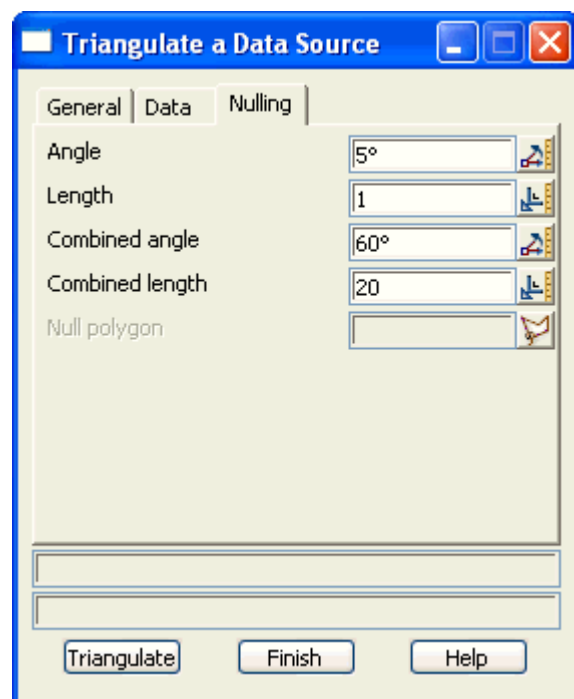 Triangulate a Data Source
General Data Nulling
Angle 5°
Length 1
Combined angle 60°
Combined length 20
Null polygon
Triangulate Finish Help